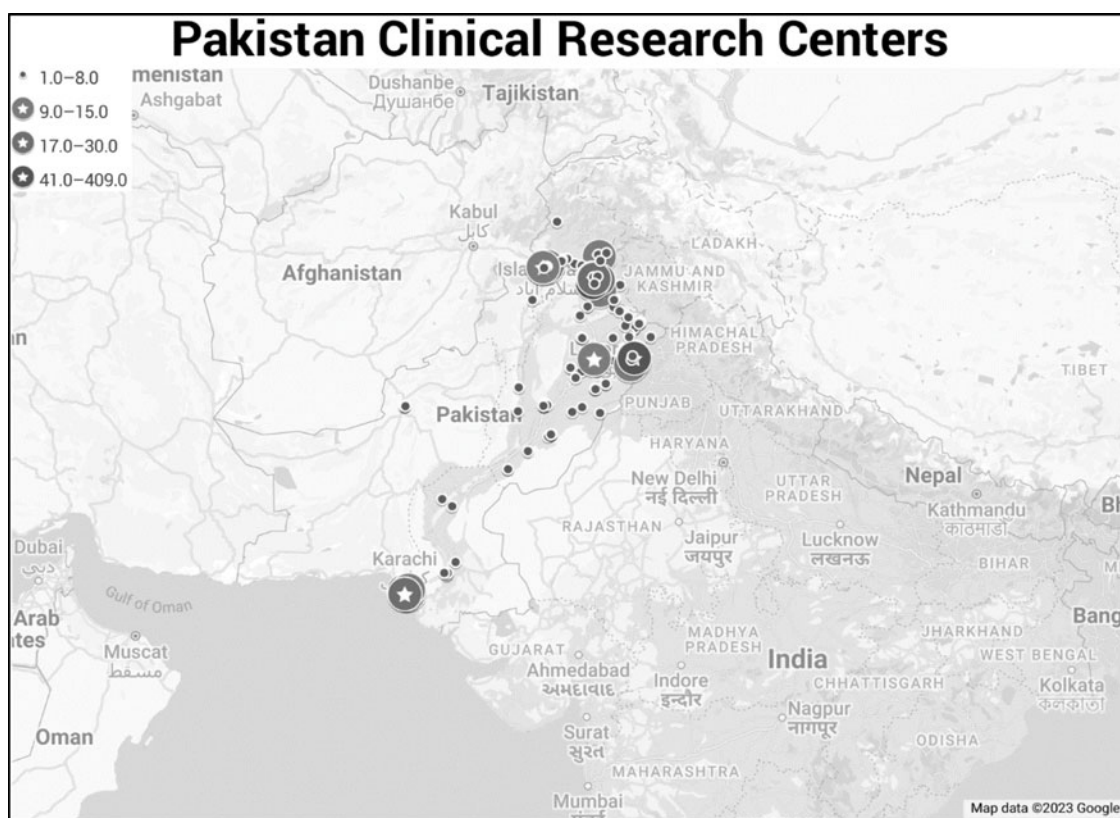 Pakistan Clinical Research Centers
1.0–8.0
9.0–15.0
17.0–30.0
41.0–409.0
menistan
Ashgabat
Dushanbe
Душанбе
Tajikistan
Kabul
کابل
Afghanistan
LADAKH
JAMMU AND
KASHMIR
HIMACHAL
PRADESH
TIBET
Pakistan
PUNJAB
UTTARAKHAND
HARYANA
New Delhi
नई दिल्ली
UTTAR
PRADESH
Nepal
Kathmandu
काठमाडौं
RAJASTHAN
Jaipur
जयपुर
Lucknow
लखनऊ
BIHAR
Karachi
Dubai
دبي
Gulf of Oman
Arab
Muscat
مسقط
Oman
GUJARAT
Ahmedabad
અમદાવાદ
MADHYA
PRADESH
Indore
इन्दौर
India
JHARKHAND
WEST BENGAL
CHHATTISGARH
Kolkata
কলকাতা
Nagpur
नागपूर
Surat
સુરત
ODISHA
MAHARASHTRA
Mumbai
Bang
Map data ©2023 Google